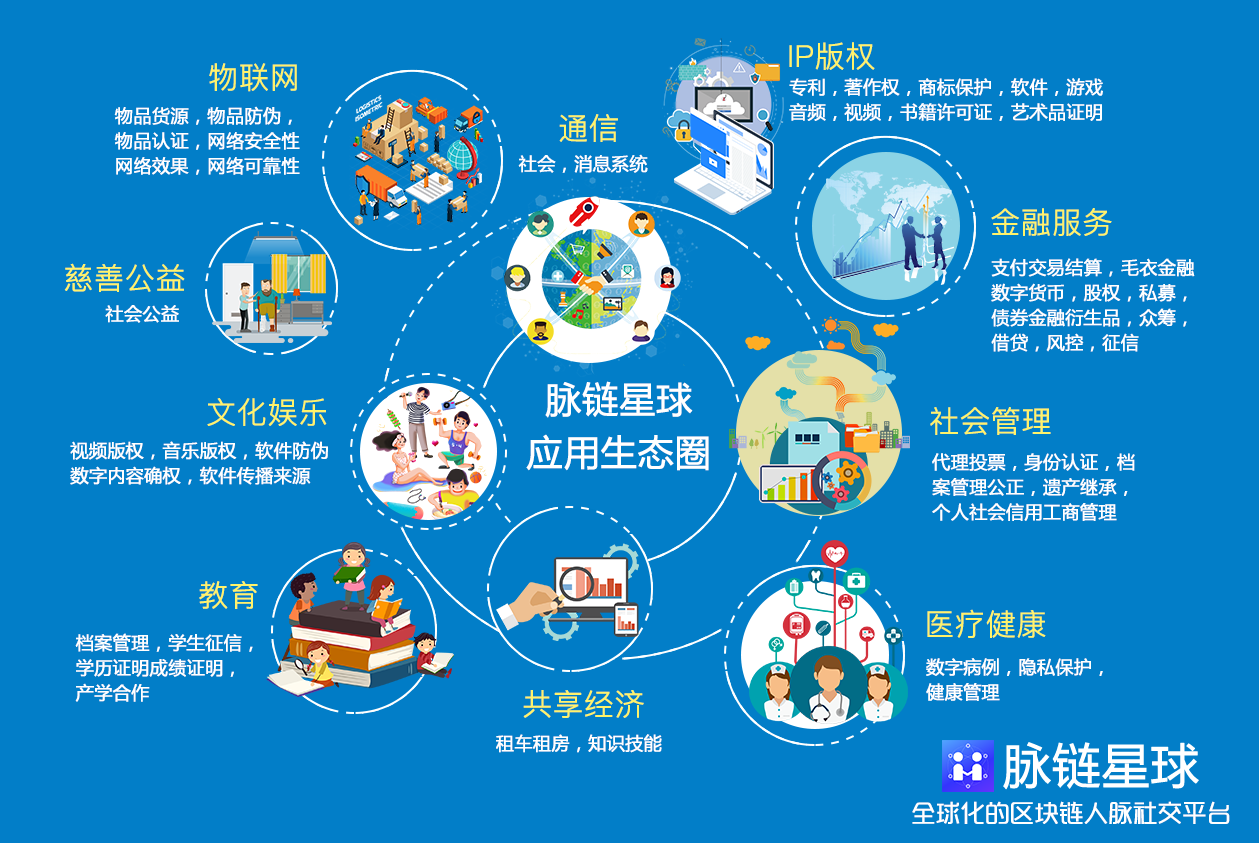 物联网
物品货源，物品防伪，
物品认证，网络安全性
网络效果，网络可靠性
LOGISTICS
ISOMETRIC
通信
社会，消息系统
IP版权
专利，著作权，商标保护，软件，游戏
音频，视频，书籍许可证，艺术品证明
金融服务
支付交易结算，毛衣金融
数字货币，股权，私募，
债券金融衍生品，众筹，
借贷，风控，征信
慈善公益
社会公益
脉链星球
应用生态圈
文化娱乐
视频版权，音乐版权，软件防伪
数字内容确权，软件传播来源
社会管理
代理投票，身份认证，档
案管理公正，遗产继承，
个人社会信用工商管理
教育
档案管理，学生征信，
学历证明成绩证明，
产学合作
共享经济
租车租房，知识技能
医疗健康
数字病例，隐私保护，
健康管理
脉链星球
全球化的区块链人脉社交平台